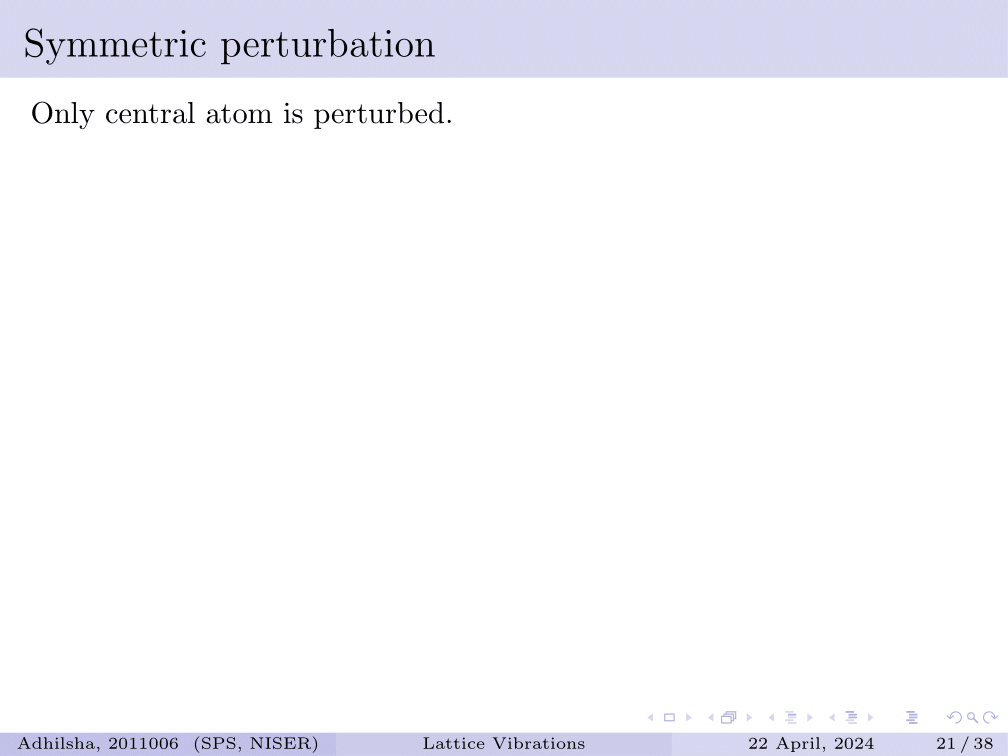 Symmetric perturbation
Only central atom is perturbed.
Adhilsha, 2011006 (SPS, NISER) Lattice Vibrations 22 April, 2024 21 / 38